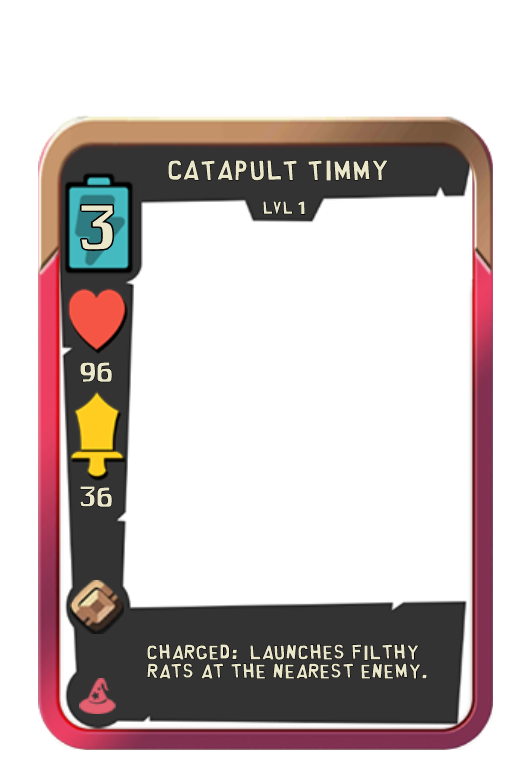 CATAPULT TIMMY
LVL 1
3
96
36
CHARGED: LAUNCHES FILTHY
RATS AT THE NEAREST ENEMY.